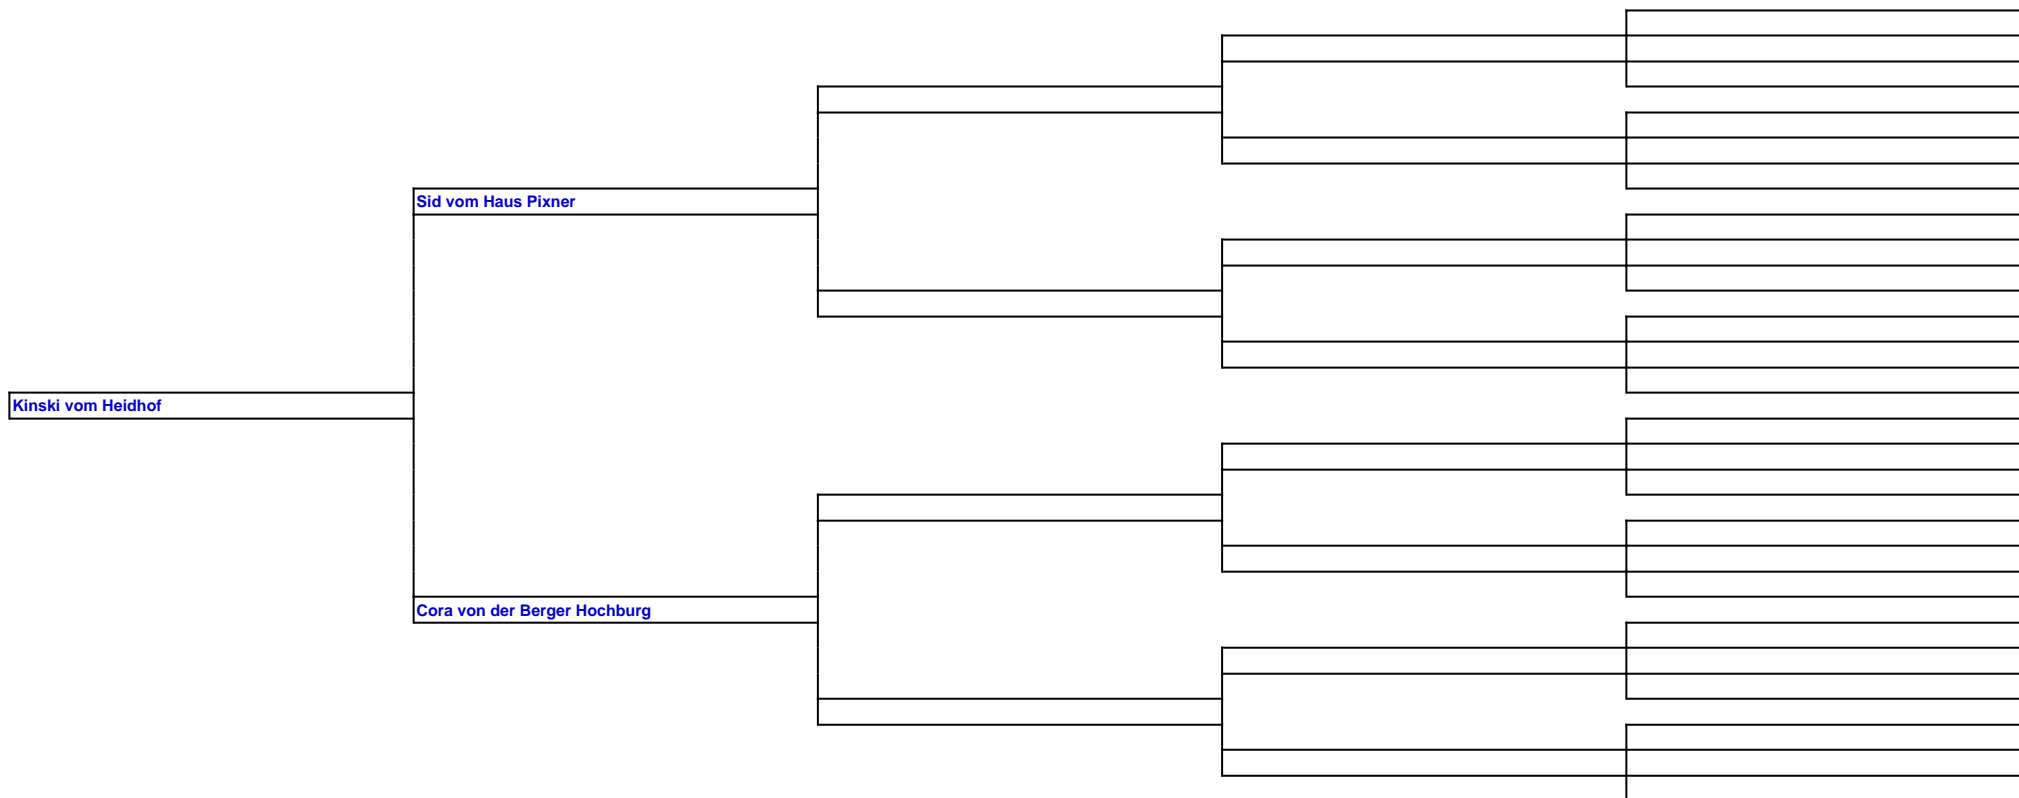 Sid vom Haus Pixner
Kinski vom Heidhof
Cora von der Berger Hochburg